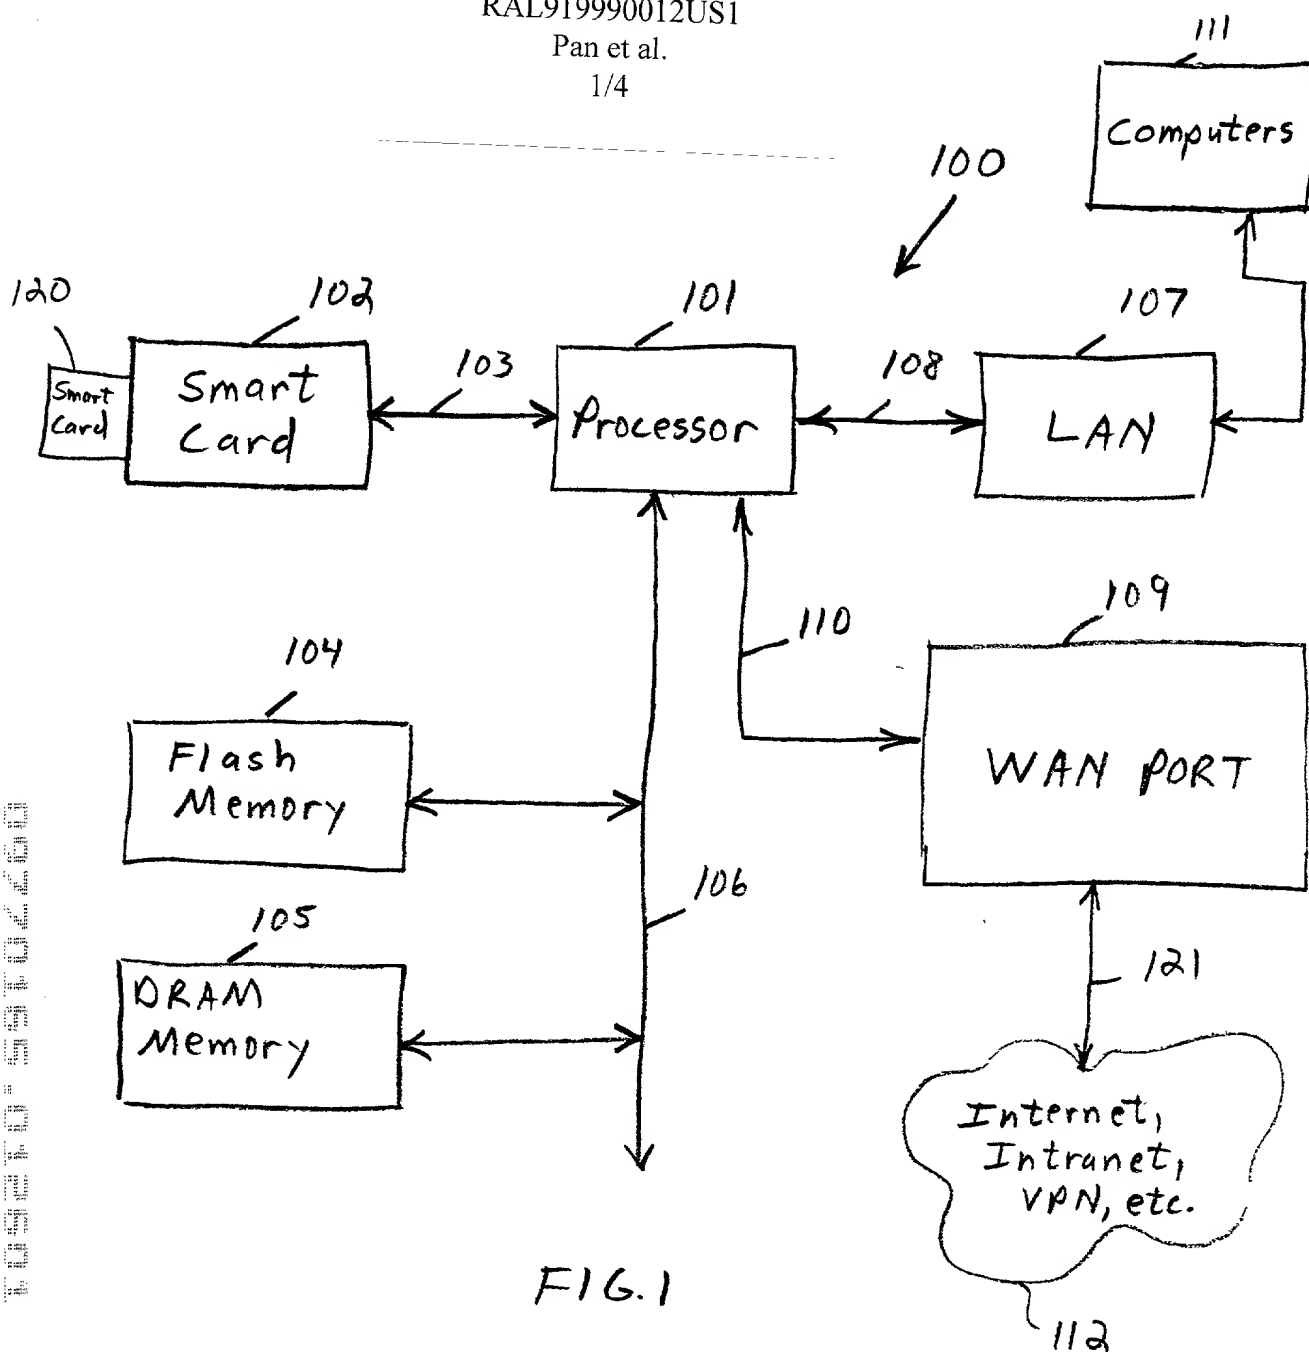 RAL919990012US1
Pan et al.
1/4
111
Computers
100
120
102
101
107
Smart
Card
Smart
Card
103
Processor
108
LAN
104
110
109
Flash
Memory
WAN PORT
106
105
DRAM
Memory
121
Internet,
Intranet,
VPN, etc.
FIG. 1
112